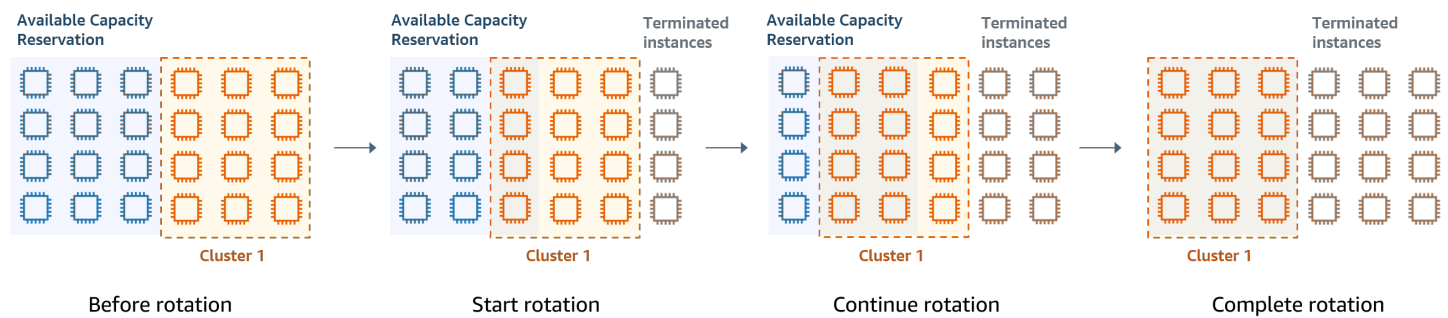 Available Capacity
Reservation
Cluster 1
Before rotation
Available Capacity
Reservation
Terminated
instances
Cluster 1
Start rotation
Available Capacity
Reservation
Terminated
instances
Cluster 1
Continue rotation
Terminated
instances
Cluster 1
Complete rotation